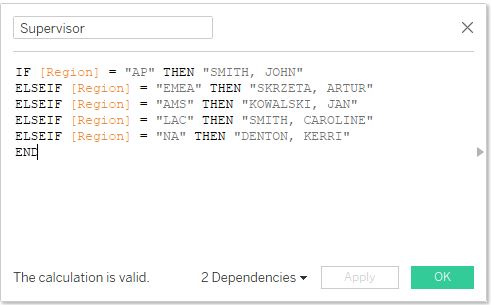 Supervisor
IF [Region] = "AP" THEN "SMITH, JOHN"
ELSEIF [Region] = "EMEA" THEN "SKRZETA, ARTUR"
ELSEIF [Region] = "AMS" THEN "KOWALSKI, JAN"
ELSEIF [Region] = "LAC" THEN "SMITH, CAROLINE"
ELSEIF [Region] = "NA" THEN "DENTON, KERRI"
END
The calculation is valid. 2 Dependencies Apply OK